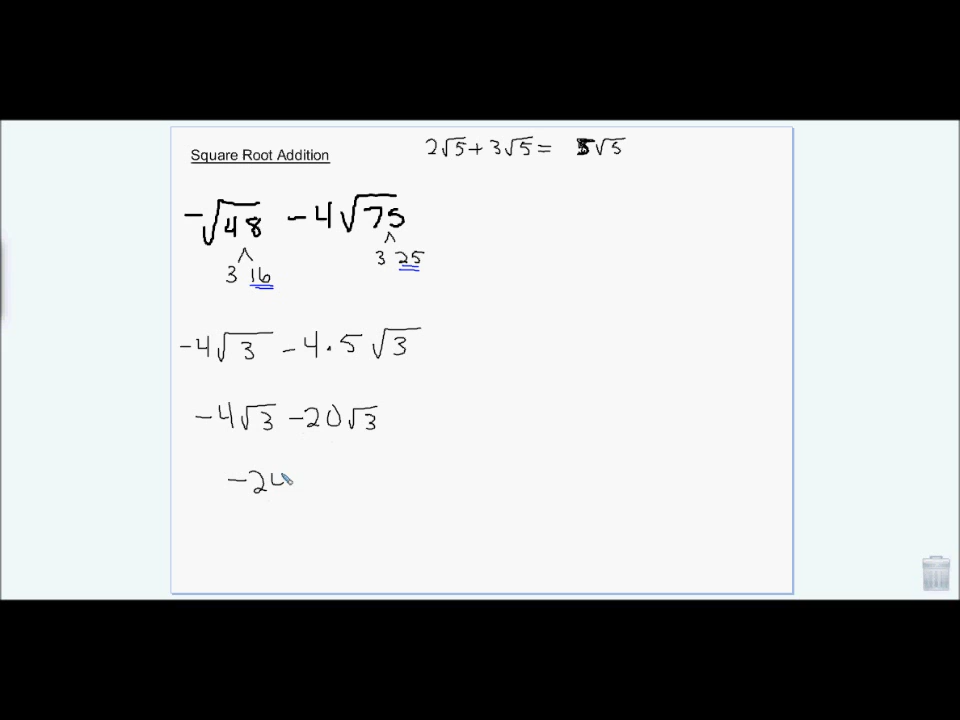 Square Root Addition
2√5 + 3√5 = 5√5
-√48 - 4√75
3 16 3 25
-4√3 - 4·5√3
-4√3 - 20√3
-24